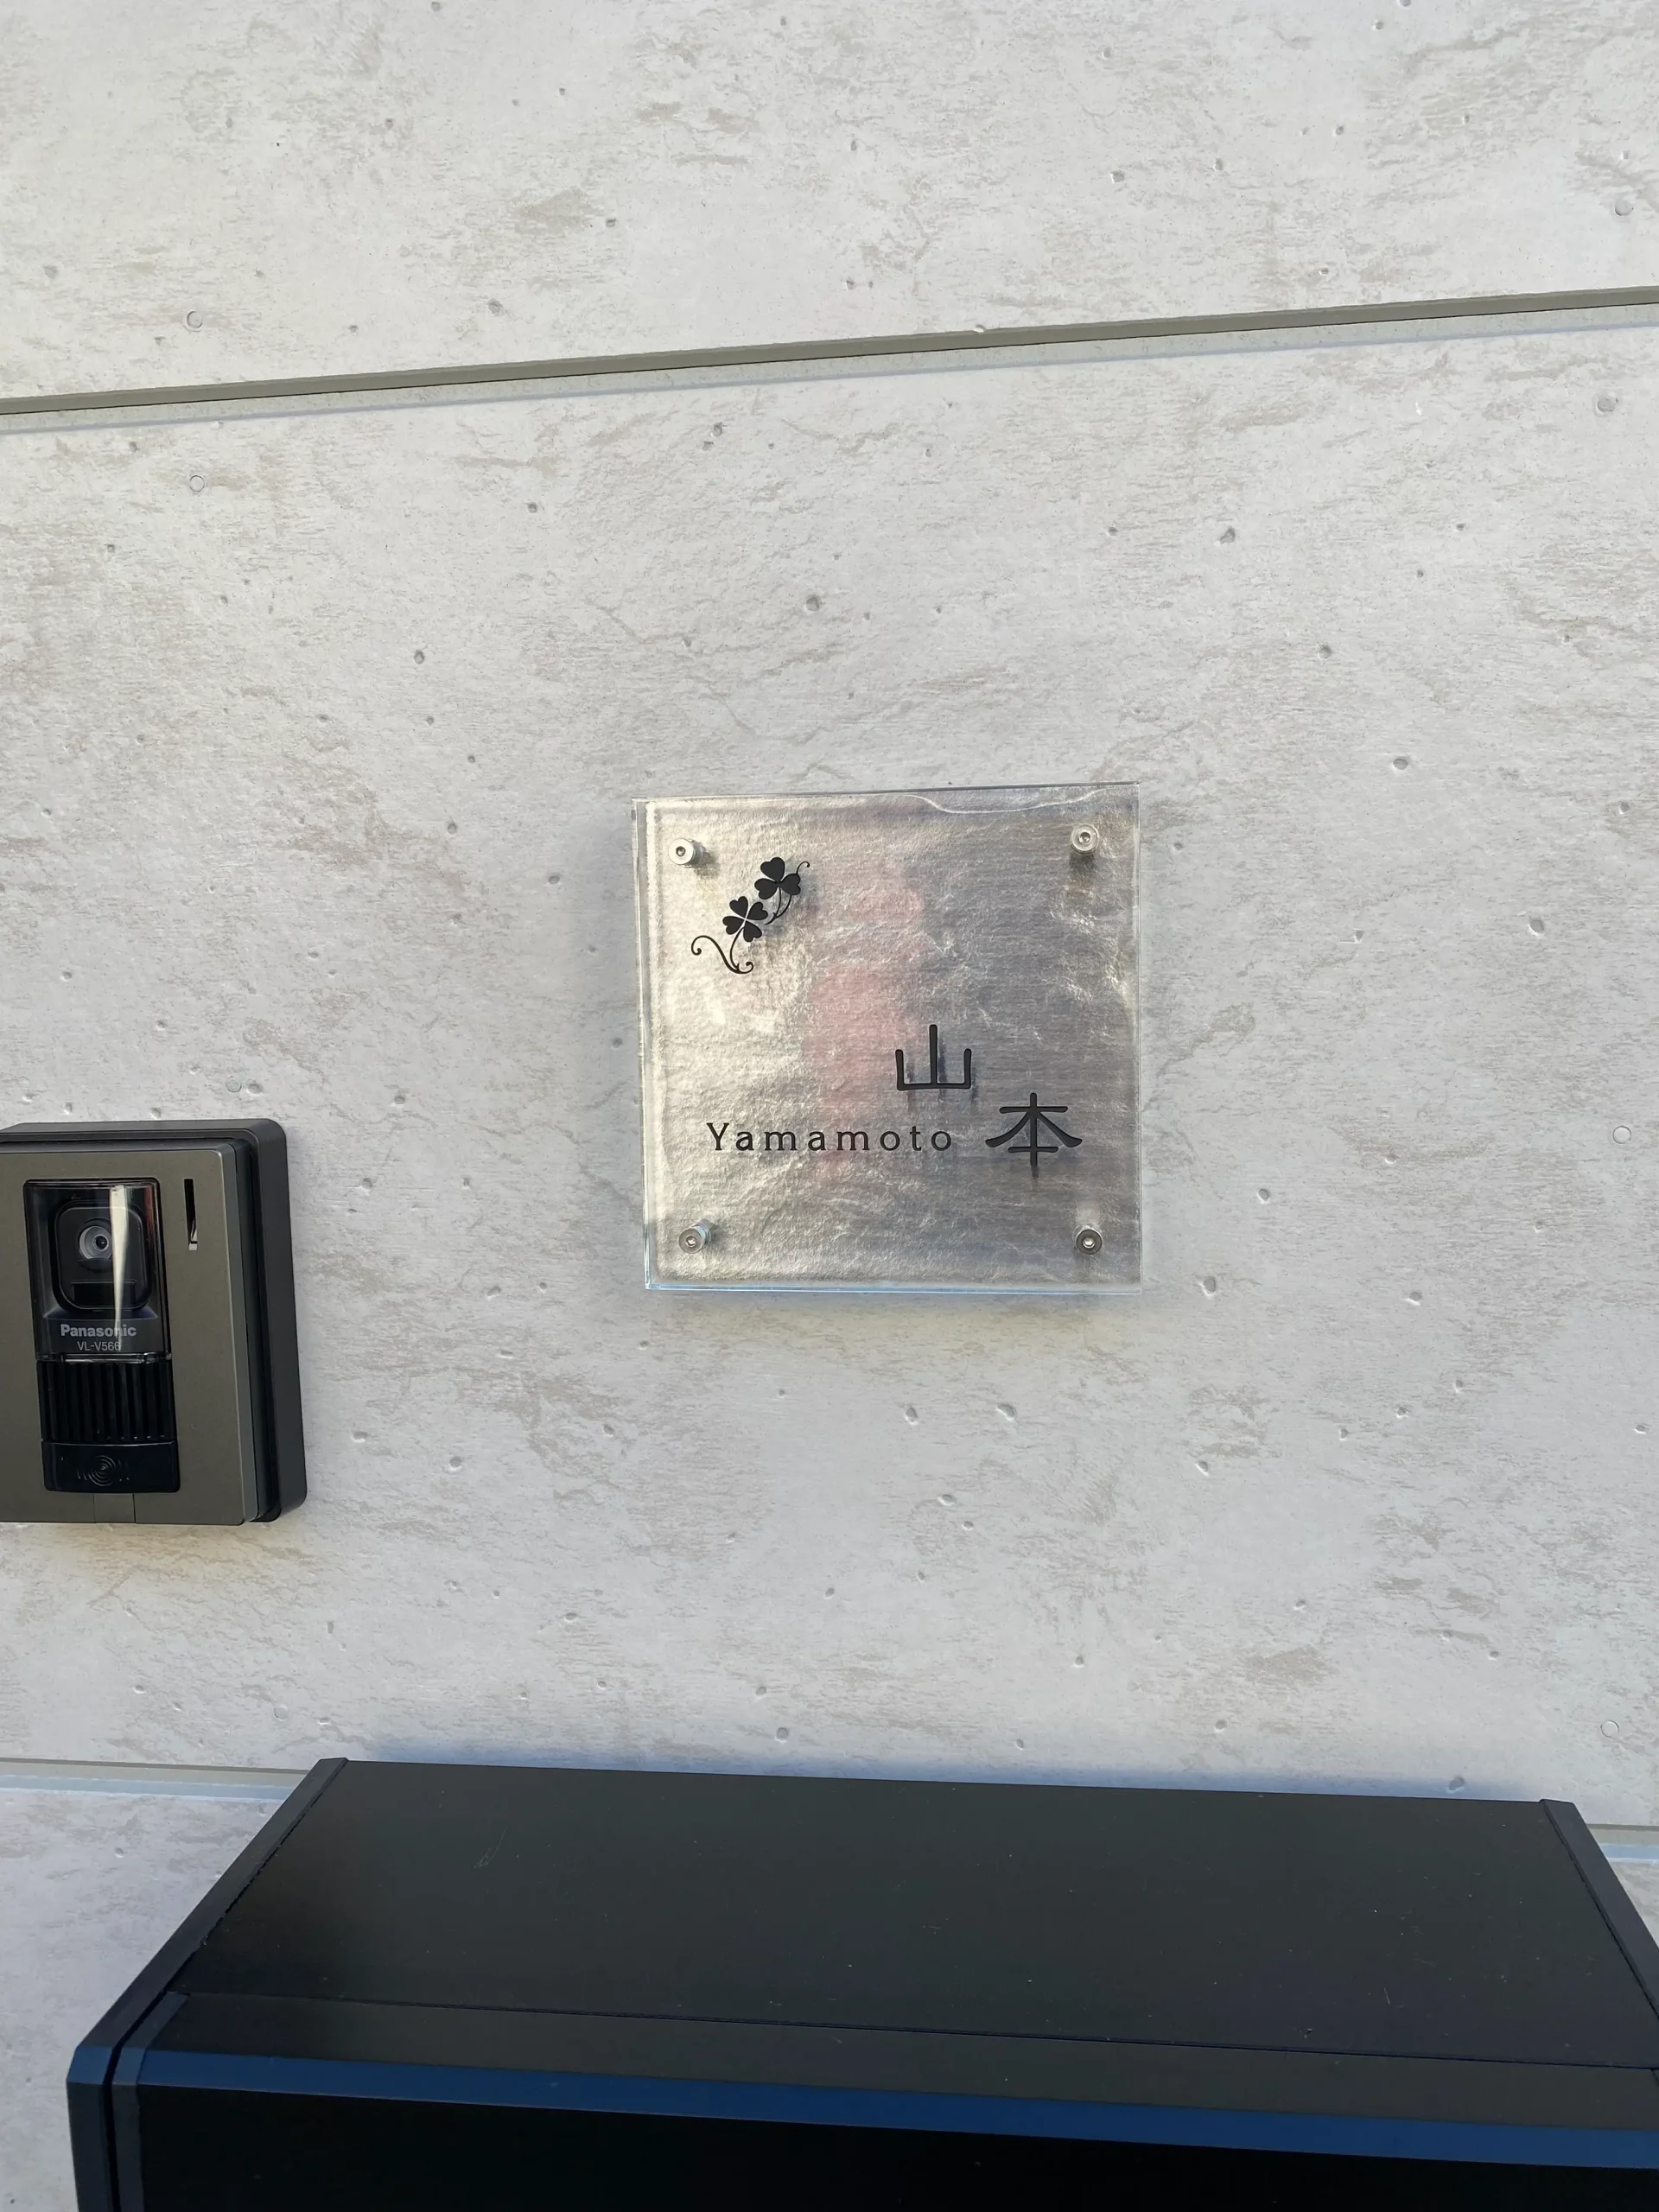 山本
Yamamoto
Panasonic
VL-V566